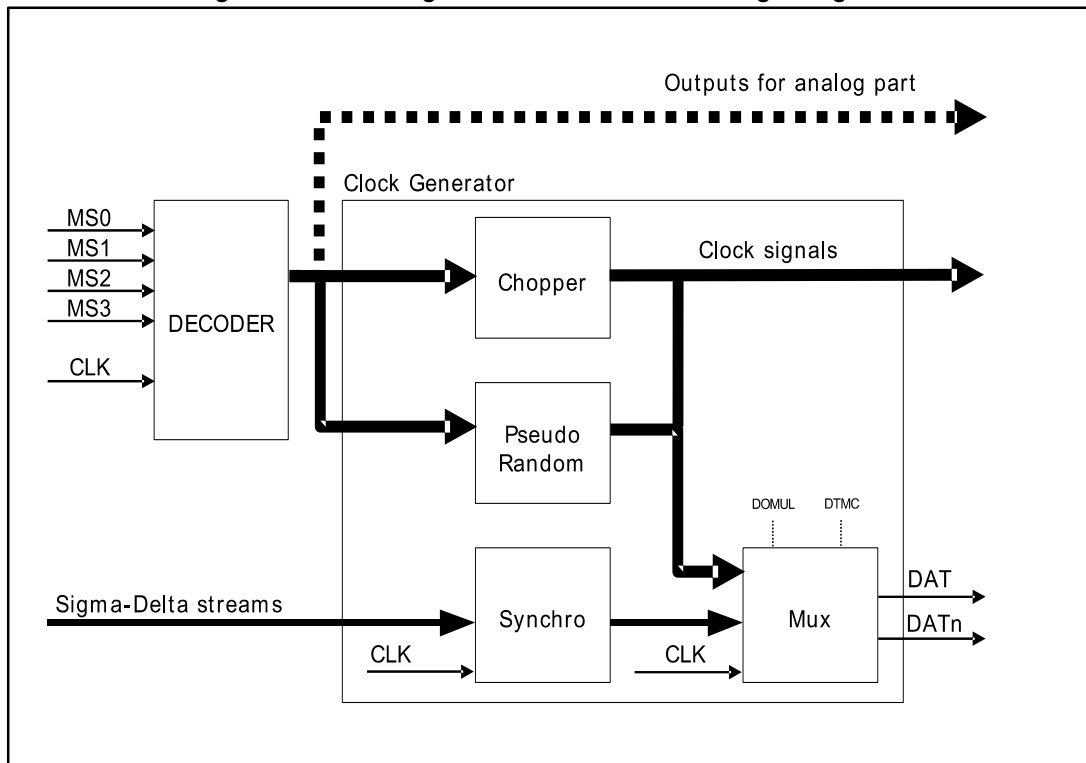 Outputs for analog part
Clock Generator
MS0
MS1
MS2
MS3
CLK
DECODER
Chopper
Clock signals
Pseudo
Random
DOMUL
DTMC
Sigma-Delta streams
Synchro
CLK
CLK
Mux
DAT
DATn